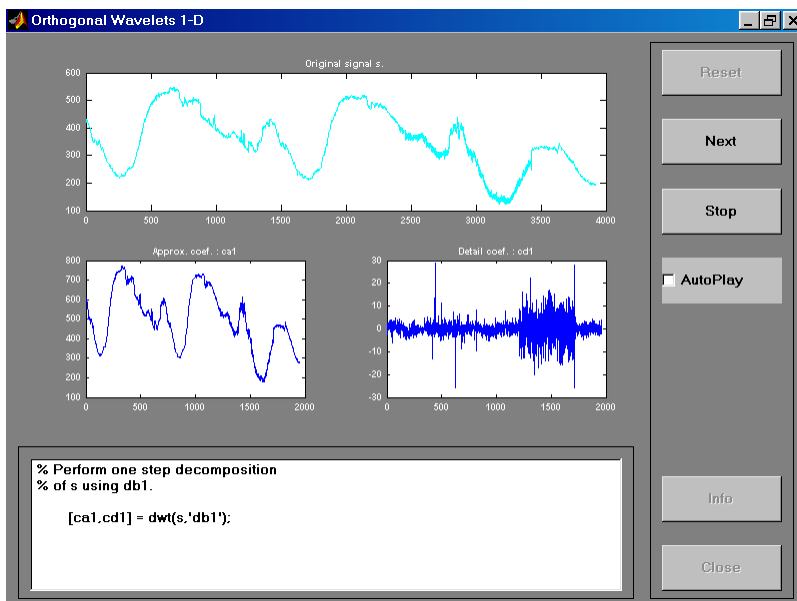 Orthogonal Wavelets 1-D
Original signal s.
600
500
400
300
200
100
0 500 1000 1500 2000 2500 3000 3500 4000
Approx. coef. : ca1
800
700
600
500
400
300
200
100
0 500 1000 1500 2000
Detail coef. : cd1
30
20
10
0
-10
-20
-30
0 500 1000 1500 2000
% Perform one step decomposition
% of s using db1.
[ca1,cd1] = dwt(s,'db1');
Reset
Next
Stop
AutoPlay
Info
Close